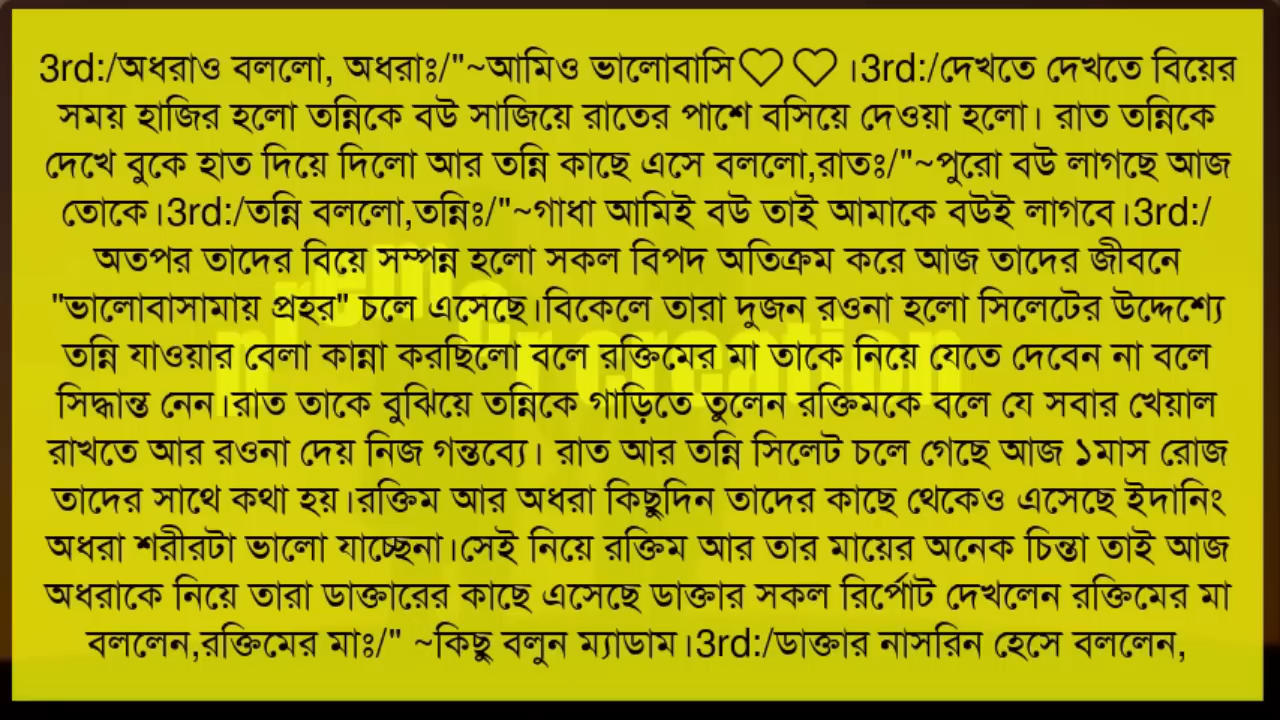 3rd:/অধরাও বললো, অধরাঃ/"~আমিও ভালোবাসি♡♡।3rd:/দেখতে দেখতে বিয়ের
সময় হাজির হলো তন্নিকে বউ সাজিয়ে রাতের পাশে বসিয়ে দেওয়া হলো। রাত তন্নিকে
দেখে বুকে হাত দিয়ে দিলো আর তন্নি কাছে এসে বললো,রাতঃ/"~পুরো বউ লাগছে আজ
তোকে।3rd:/তন্নি বললো,তন্নিঃ/"~গাধা আমিই বউ তাই আমাকে বউই লাগবে।3rd:/
অতপর তাদের বিয়ে সম্পন্ন হলো সকল বিপদ অতিক্রম করে আজ তাদের জীবনে
"ভালোবাসামায় প্রহর" চলে এসেছে।বিকেলে তারা দুজন রওনা হলো সিলেটের উদ্দেশ্যে
তন্নি যাওয়ার বেলা কান্না করছিলো বলে রক্তিমের মা তাকে নিয়ে যেতে দেবেন না বলে
সিদ্ধান্ত নেন।রাত তাকে বুঝিয়ে তন্নিকে গাড়িতে তুলেন রক্তিমকে বলে যে সবার খেয়াল
রাখতে আর রওনা দেয় নিজ গন্তব্যে। রাত আর তন্নি সিলেট চলে গেছে আজ ১মাস রোজ
তাদের সাথে কথা হয়।রক্তিম আর অধরা কিছুদিন তাদের কাছে থেকেও এসেছে ইদানিং
অধরা শরীরটা ভালো যাচ্ছেনা।সেই নিয়ে রক্তিম আর তার মায়ের অনেক চিন্তা তাই আজ
অধরাকে নিয়ে তারা ডাক্তারের কাছে এসেছে ডাক্তার সকল রির্পোট দেখলেন রক্তিমের মা
বললেন,রক্তিমের মাঃ/" ~কিছু বলুন ম্যাডাম।3rd:/ডাক্তার নাসরিন হেসে বললেন,